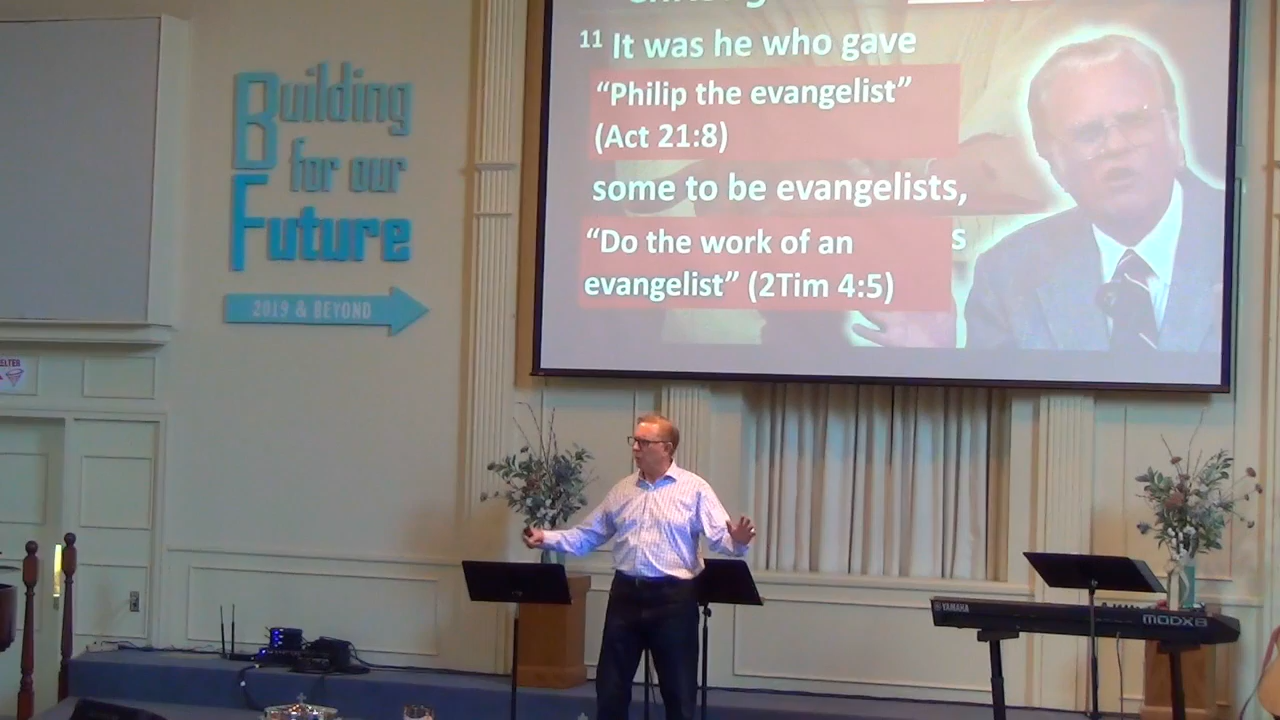 Building
for our
Future
2019 & BEYOND
11 It was he who gave
“Philip the evangelist”
(Act 21:8)
some to be evangelists,
“Do the work of an
evangelist” (2Tim 4:5)
s
YAMAHA
MODX8